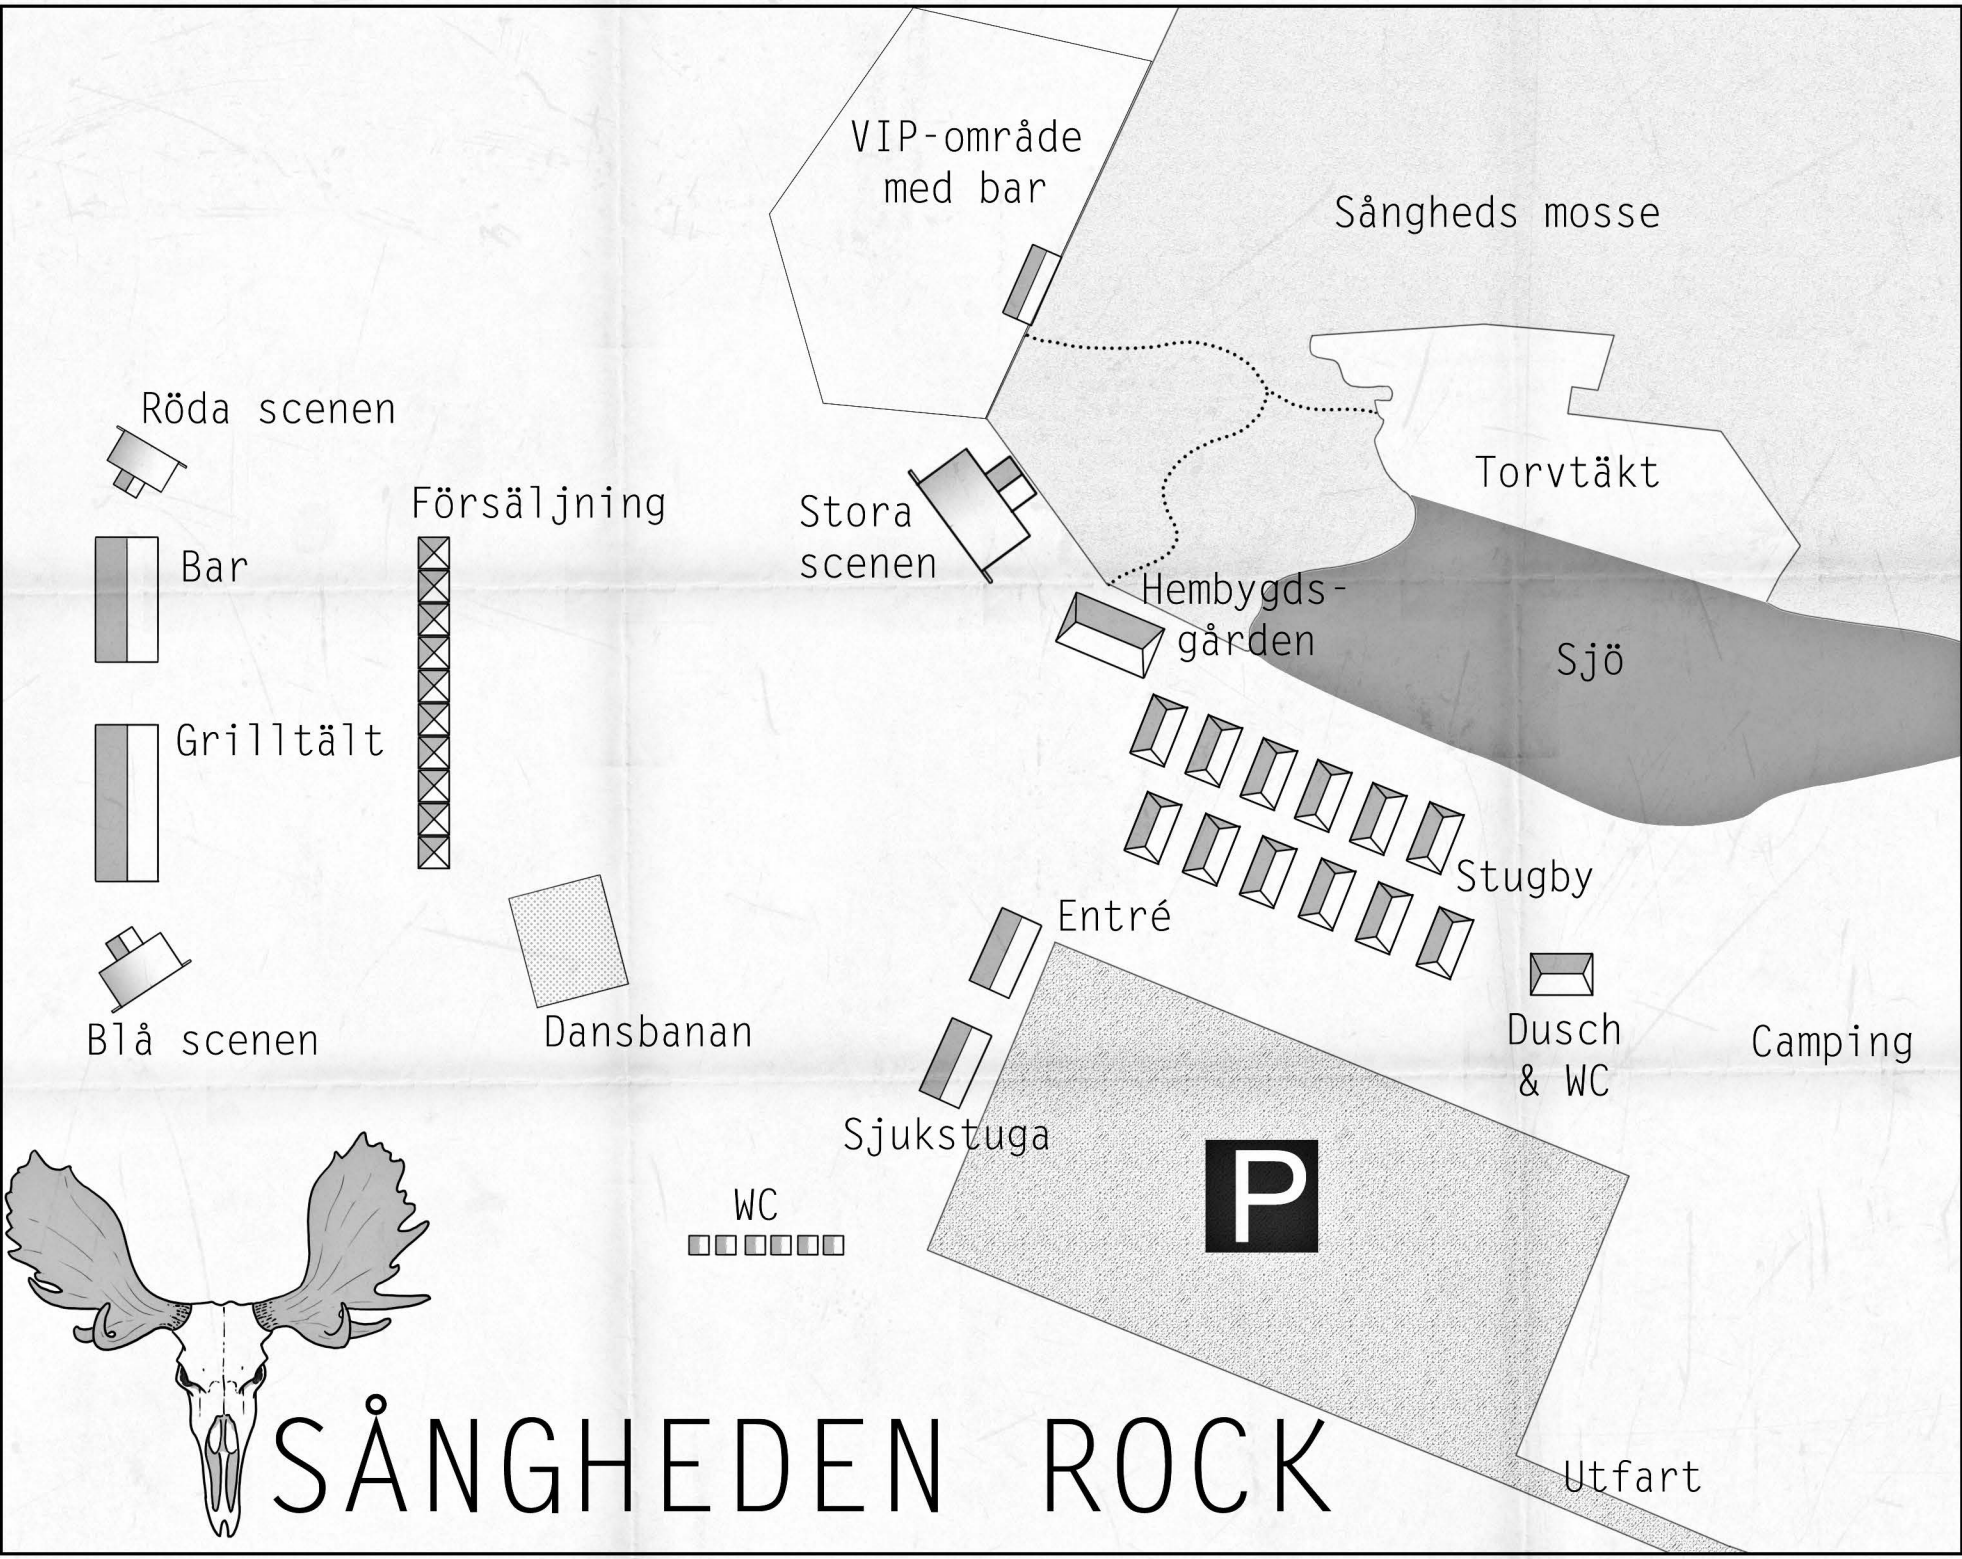 VIP-område
med bar
Sångheds mosse
Röda scenen
Försäljning
Stora
scenen
Torvtäkt
Bar
Hembygds-
gården
Sjö
Grilltält
Stugby
Entré
Blå scenen
Dansbanan
Dusch
& WC
Camping
Sjukstuga
WC
P
SÅNGHEDEN ROCK
Utfart